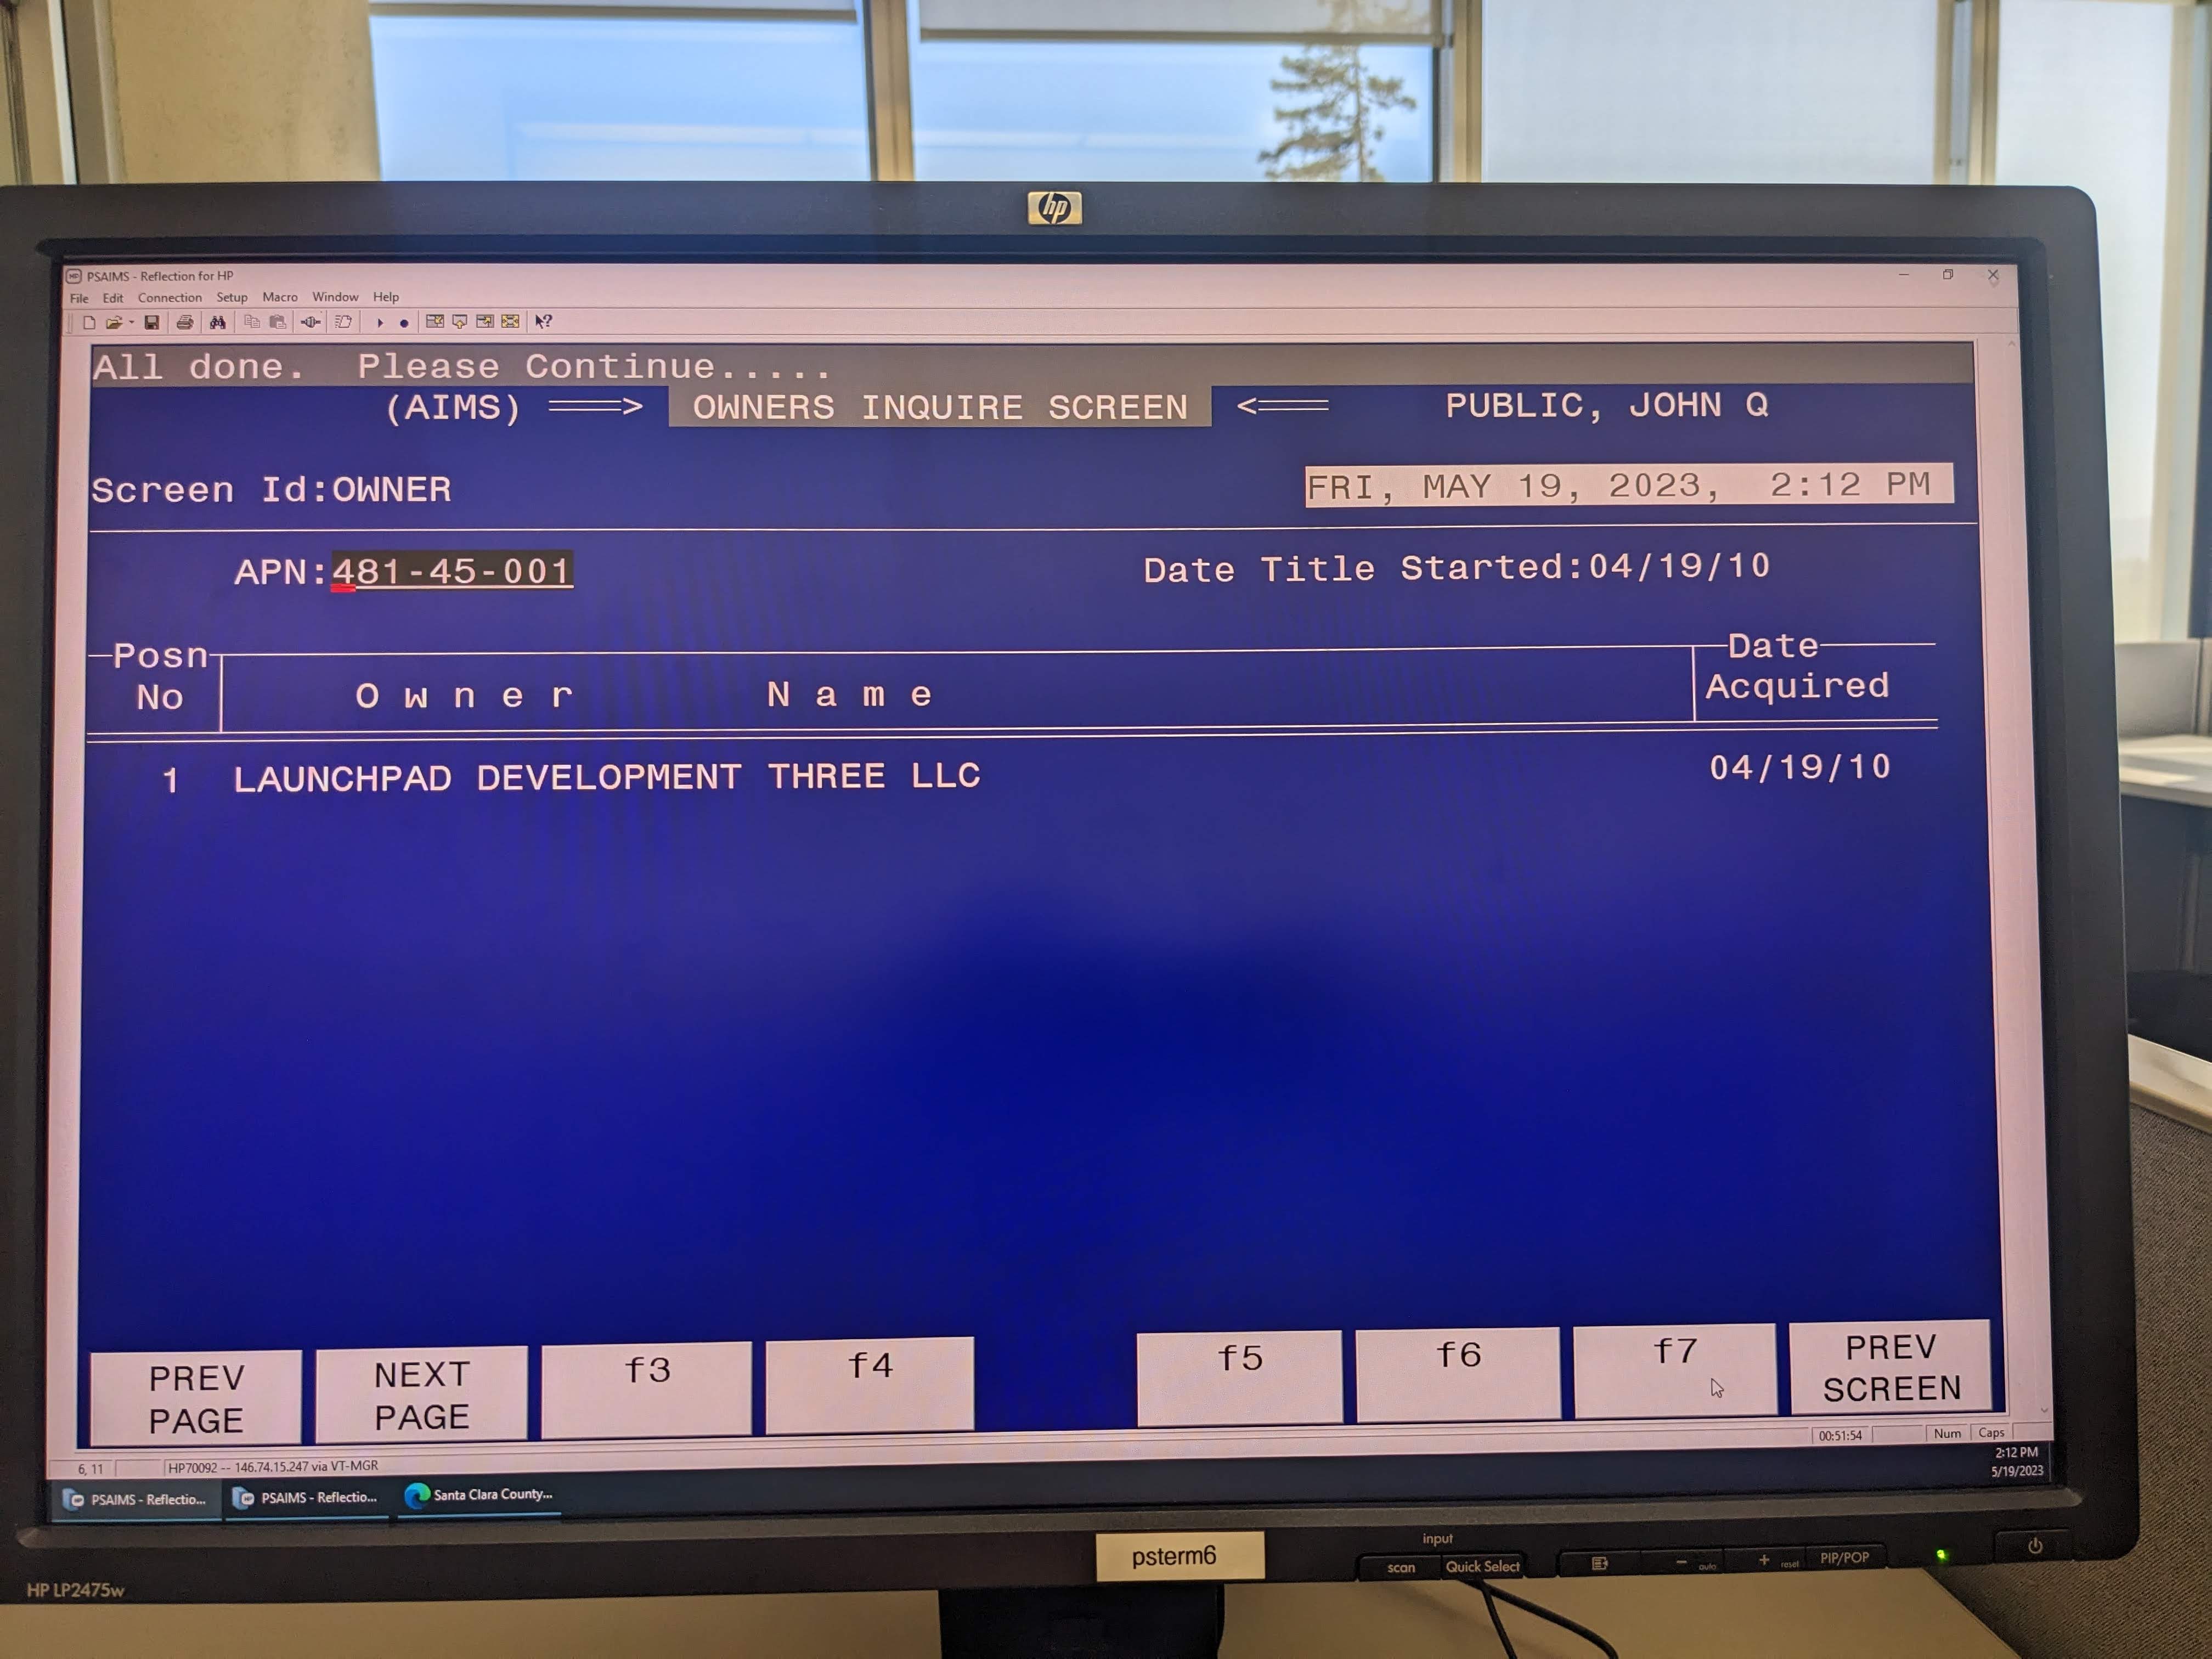 hp
PSAIMS - Reflection for HP
File Edit Connection Setup Macro Window Help
All done. Please Continue.....
(AIMS) ===> OWNERS INQUIRE SCREEN <=== PUBLIC, JOHN Q
Screen Id:OWNER FRI, MAY 19, 2023, 2:12 PM
APN:481-45-001 Date Title Started:04/19/10
Posn Date
No Owner Name Acquired
1 LAUNCHPAD DEVELOPMENT THREE LLC 04/19/10
PREV NEXT f3 f4 f5 f6 f7 PREV
PAGE PAGE SCREEN
00:51:54 Num Caps
6, 11 HP70092 -- 146.74.15.247 via VT-MGR
2:12 PM
5/19/2023
PSAIMS - Reflectio... PSAIMS - Reflectio... Santa Clara County...
psterm6
input
scan Quick Select - auto + reset PIP/POP
HP LP2475w